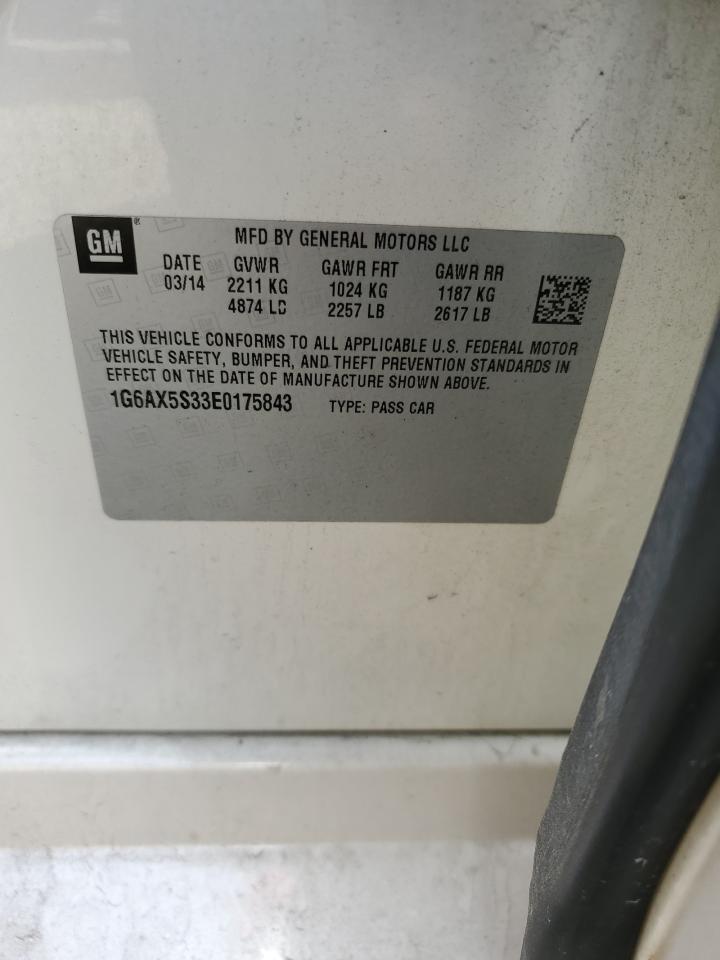 GM
MFD BY GENERAL MOTORS LLC
DATE GVWR GAWR FRT GAWR RR
03/14 2211 KG 1024 KG 1187 KG
4874 LB 2257 LB 2617 LB
THIS VEHICLE CONFORMS TO ALL APPLICABLE U.S. FEDERAL MOTOR
VEHICLE SAFETY, BUMPER, AND THEFT PREVENTION STANDARDS IN
EFFECT ON THE DATE OF MANUFACTURE SHOWN ABOVE.
1G6AX5S33E0175843 TYPE: PASS CAR